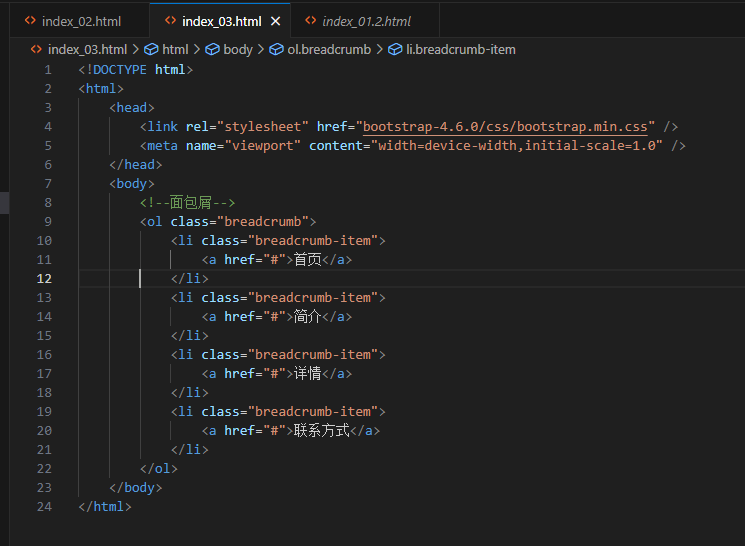 index_02.html index_03.html index_01.2.html
index_03.html > html > body > ol.breadcrumb > li.breadcrumb-item
1 <!DOCTYPE html>
2 <html>
3 <head>
4 <link rel="stylesheet" href="bootstrap-4.6.0/css/bootstrap.min.css" />
5 <meta name="viewport" content="width=device-width,initial-scale=1.0" />
6 </head>
7 <body>
8 <!--面包屑-->
9 <ol class="breadcrumb">
10 <li class="breadcrumb-item">
11 <a href="#">首页</a>
12 </li>
13 <li class="breadcrumb-item">
14 <a href="#">简介</a>
15 </li>
16 <li class="breadcrumb-item">
17 <a href="#">详情</a>
18 </li>
19 <li class="breadcrumb-item">
20 <a href="#">联系方式</a>
21 </li>
22 </ol>
23 </body>
24 </html>